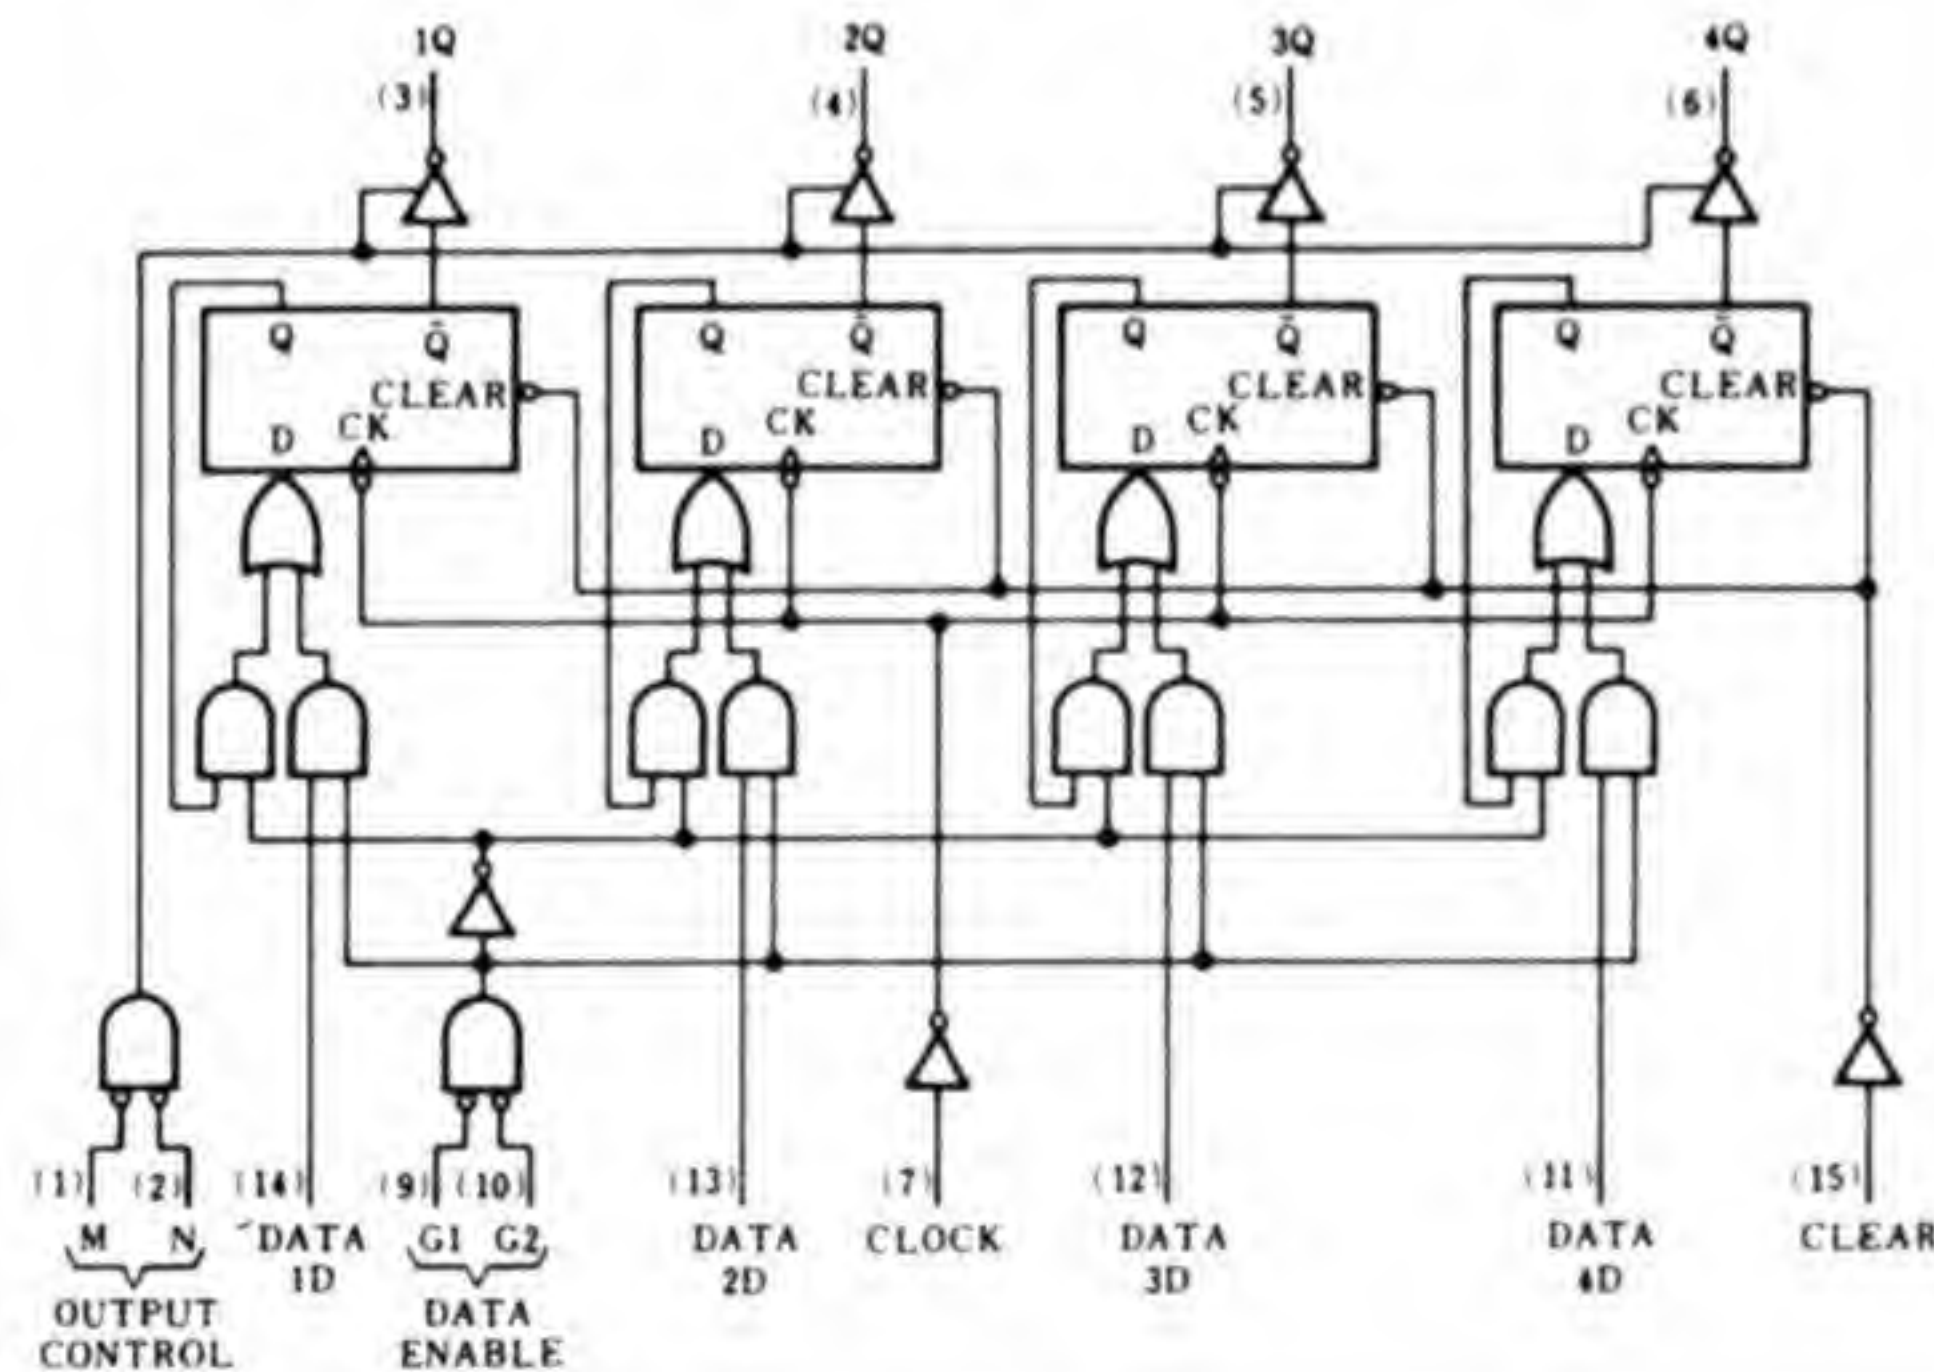 1Q 2Q 3Q 4Q
(3) (4) (5) (6)
Q Q̄ Q Q̄ Q Q̄ Q Q̄
CLEAR CLEAR CLEAR CLEAR
D CK D CK D CK D CK
(1) (2) (14) (9) (10) (13) (7) (12) (11) (15)
M N DATA G1 G2 DATA CLOCK DATA DATA CLEAR
1D 2D 3D 4D
OUTPUT DATA
CONTROL ENABLE